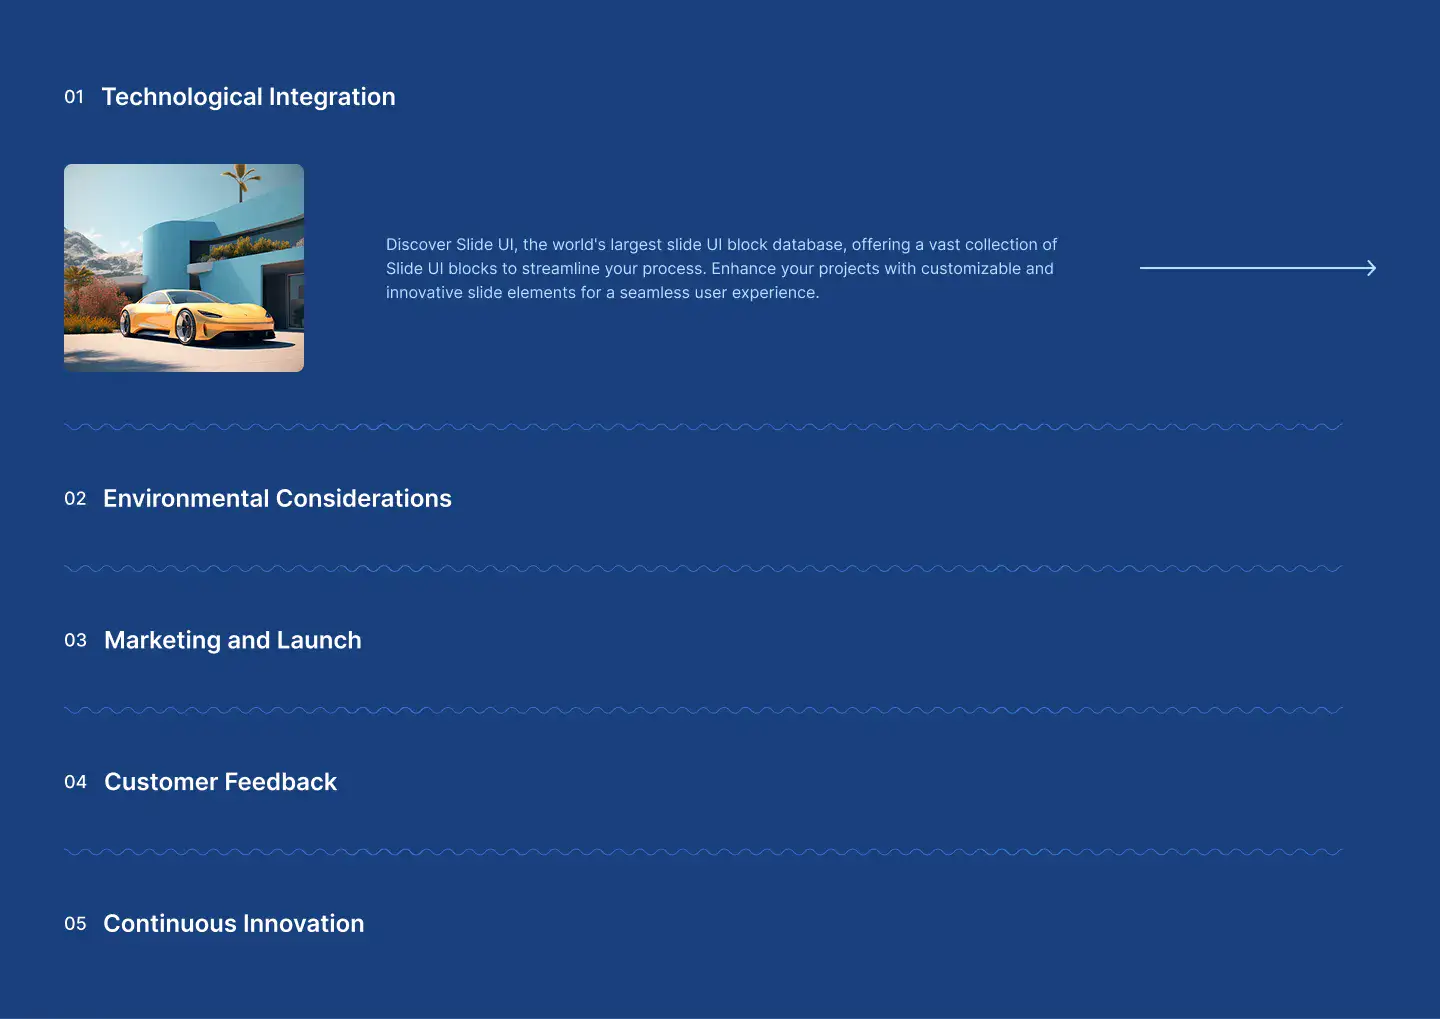 01 Technological Integration
Discover Slide UI, the world's largest slide UI block database, offering a vast collection of
Slide UI blocks to streamline your process. Enhance your projects with customizable and
innovative slide elements for a seamless user experience.
02 Environmental Considerations
03 Marketing and Launch
04 Customer Feedback
05 Continuous Innovation